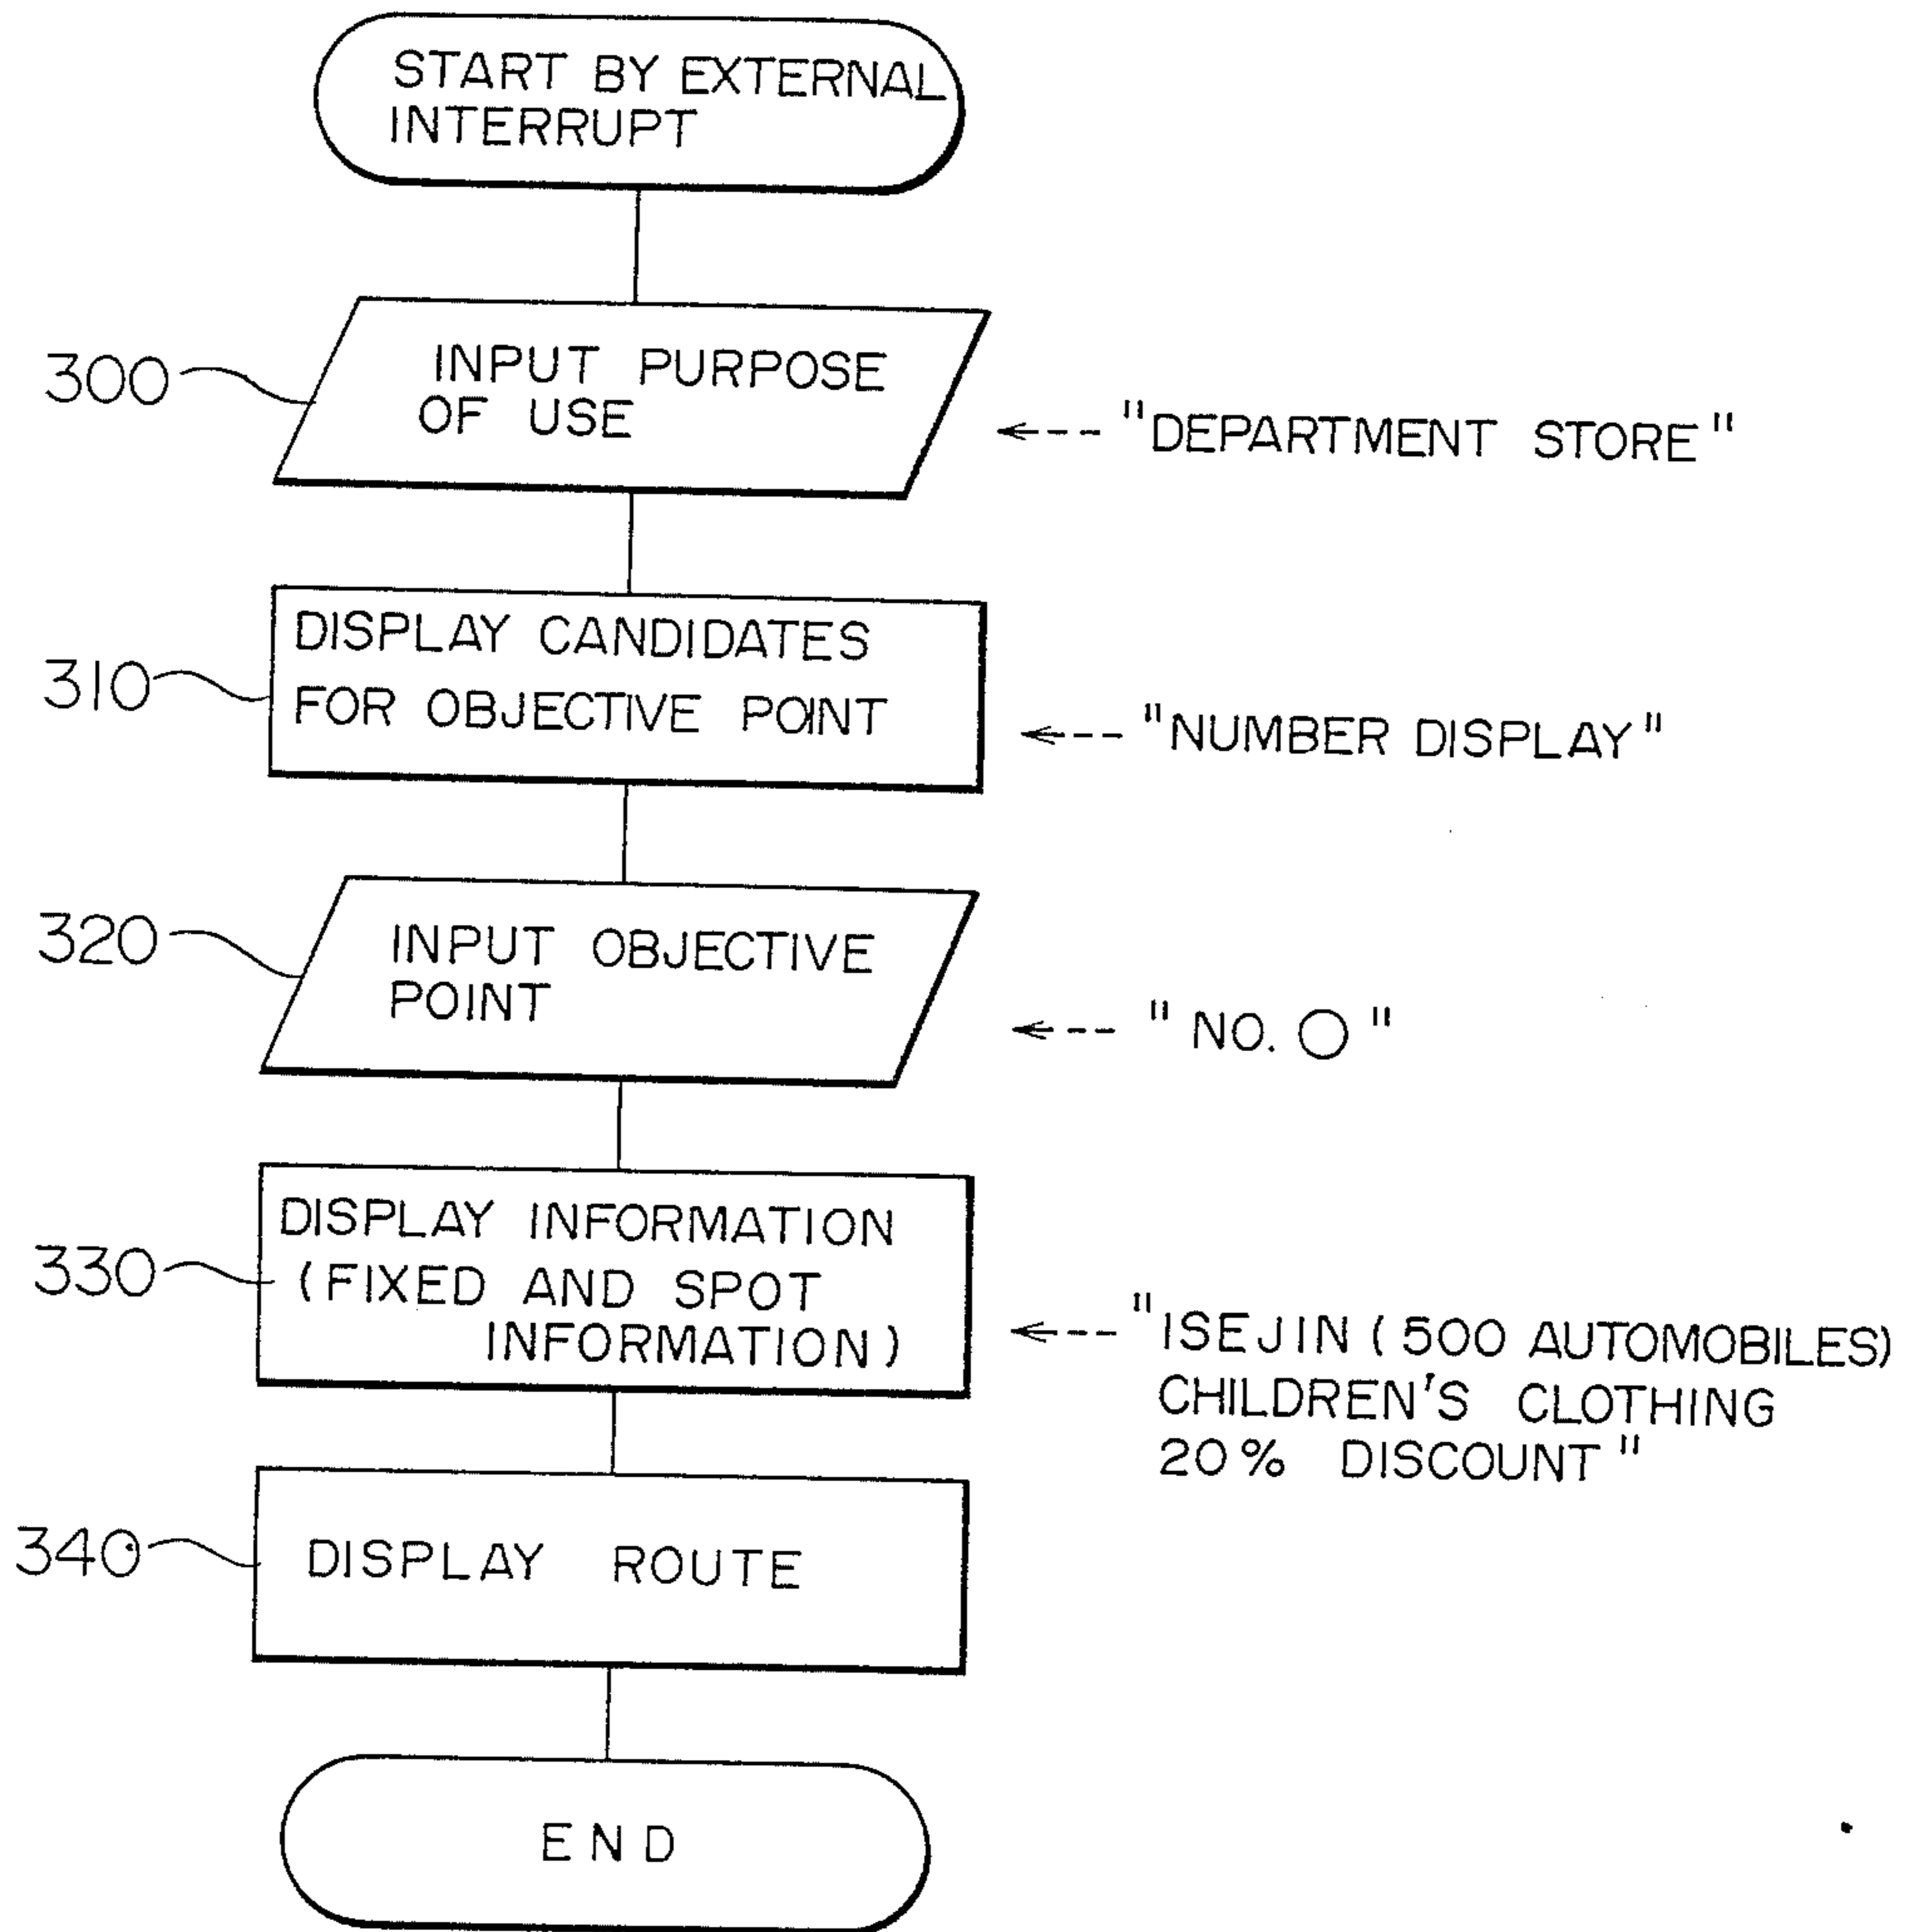 START BY EXTERNAL
INTERRUPT
300
INPUT PURPOSE
OF USE
"DEPARTMENT STORE"
310
DISPLAY CANDIDATES
FOR OBJECTIVE POINT
"NUMBER DISPLAY"
320
INPUT OBJECTIVE
POINT
"NO. ○"
330
DISPLAY INFORMATION
(FIXED AND SPOT
INFORMATION)
"ISEJIN (500 AUTOMOBILES)
CHILDREN'S CLOTHING
20% DISCOUNT"
340
DISPLAY ROUTE
END